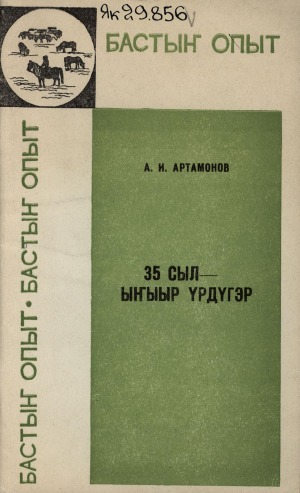 Як 29.856
БАСТЫҤ ОПЫТ
БАСТЫҤ ОПЫТ • БАСТЫҤ ОПЫТ
А. И. АРТАМОНОВ
35 СЫЛ—
ЫҤЫЫР ҮРДҮГЭР